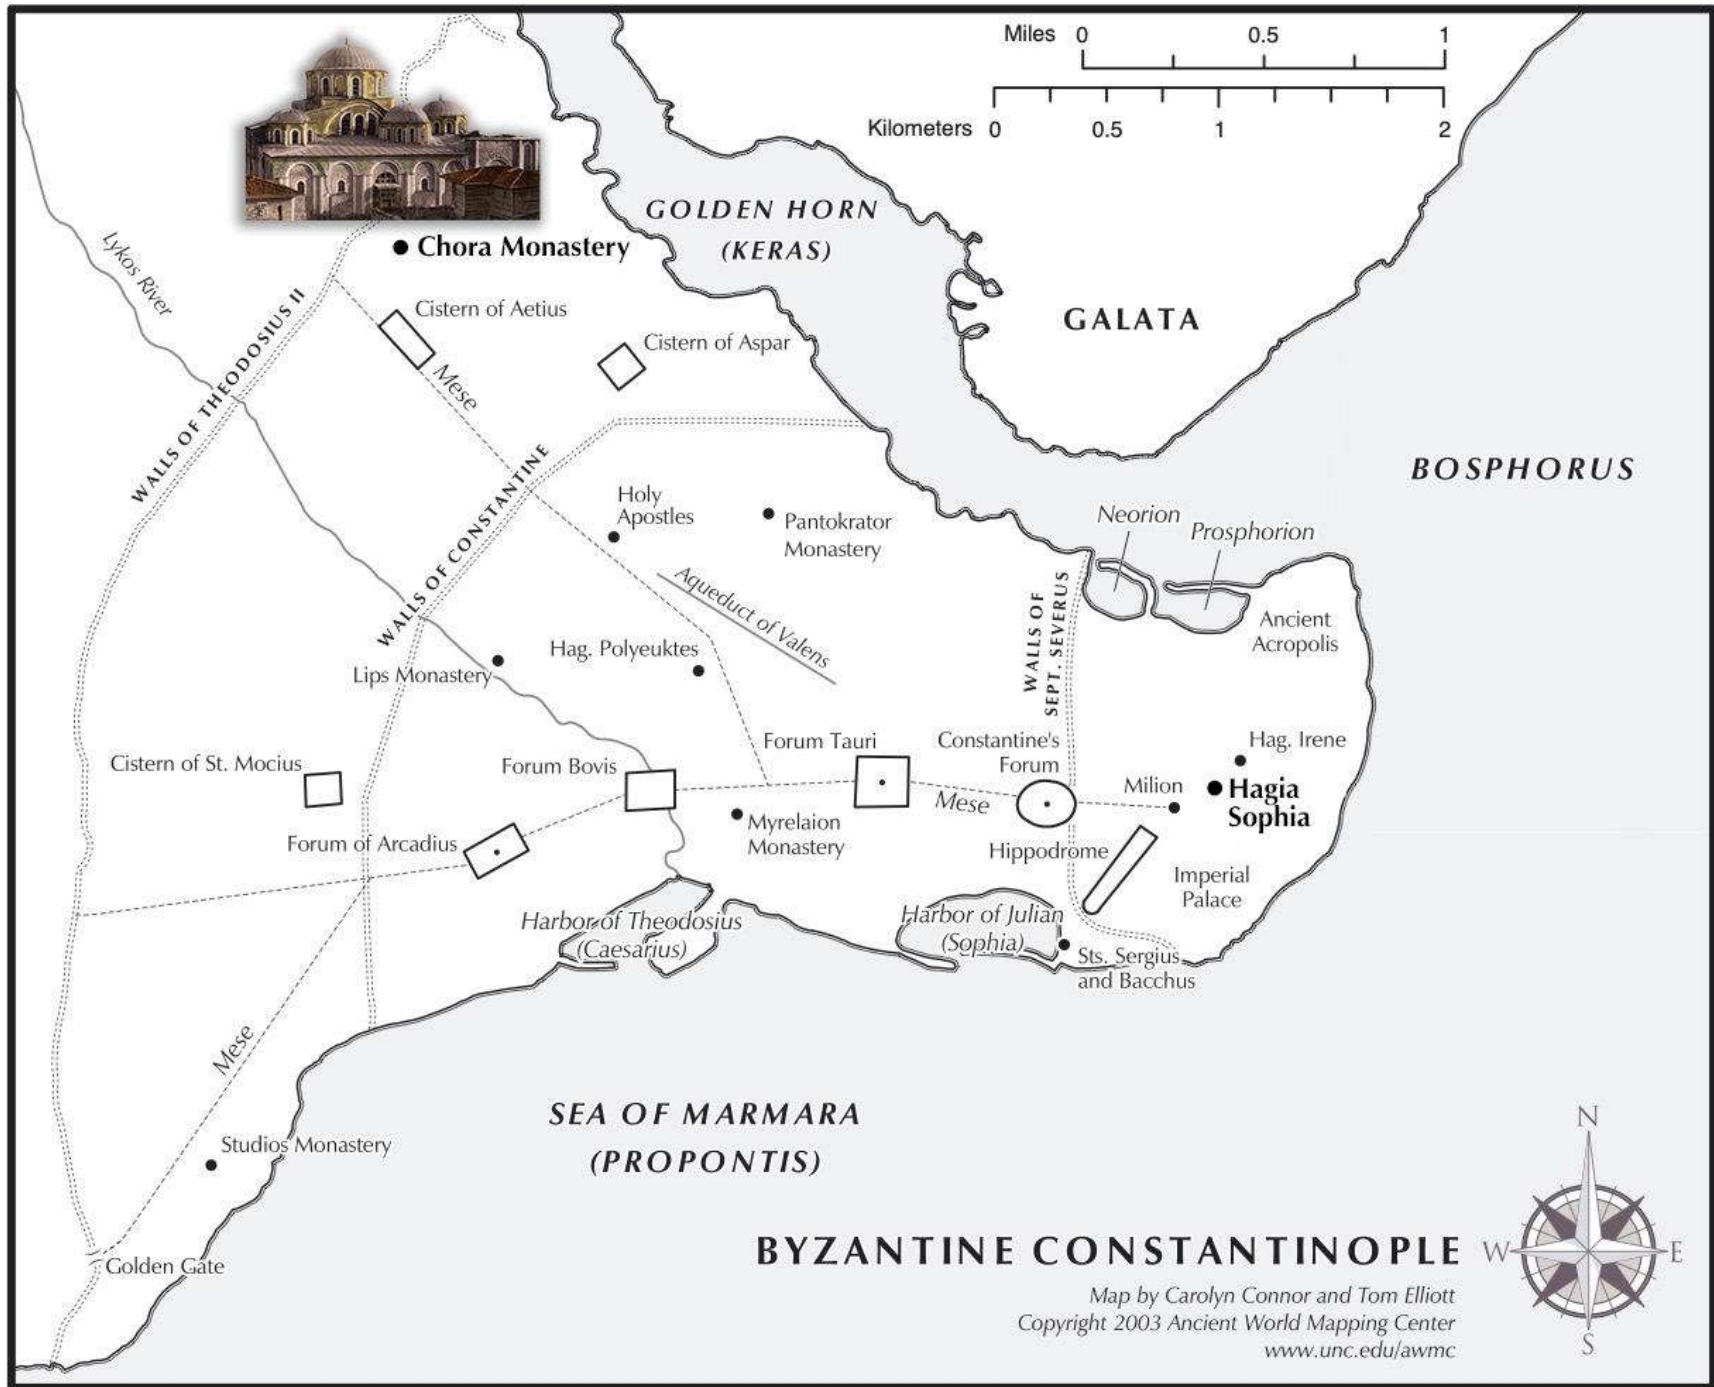 Miles 0 0.5 1
Kilometers 0 0.5 1 2
GOLDEN HORN
(KERAS)
Chora Monastery
Lykos River
Cistern of Aetius
GALATA
WALLS OF THEODOSIUS II
Cistern of Aspar
Mese
BOSPHORUS
WALLS OF CONSTANTINE
Holy
Apostles
Pantokrator
Monastery
Neorion
Prosphorion
Aqueduct of Valens
WALLS OF
SEPT. SEVERUS
Ancient
Acropolis
Hag. Polyeuktes
Lips Monastery
Forum Tauri
Constantine's
Forum
Hag. Irene
Cistern of St. Mocius
Forum Bovis
Milion
Hagia
Sophia
Mese
Myrelaion
Monastery
Forum of Arcadius
Hippodrome
Imperial
Palace
Harbor of Theodosius
(Caesarius)
Harbor of Julian
(Sophia)
Sts. Sergius
and Bacchus
Mese
SEA OF MARMARA
(PROPONTIS)
Studios Monastery
Golden Gate
N
W E
S
BYZANTINE CONSTANTINOPLE
Map by Carolyn Connor and Tom Elliott
Copyright 2003 Ancient World Mapping Center
www.unc.edu/awmc